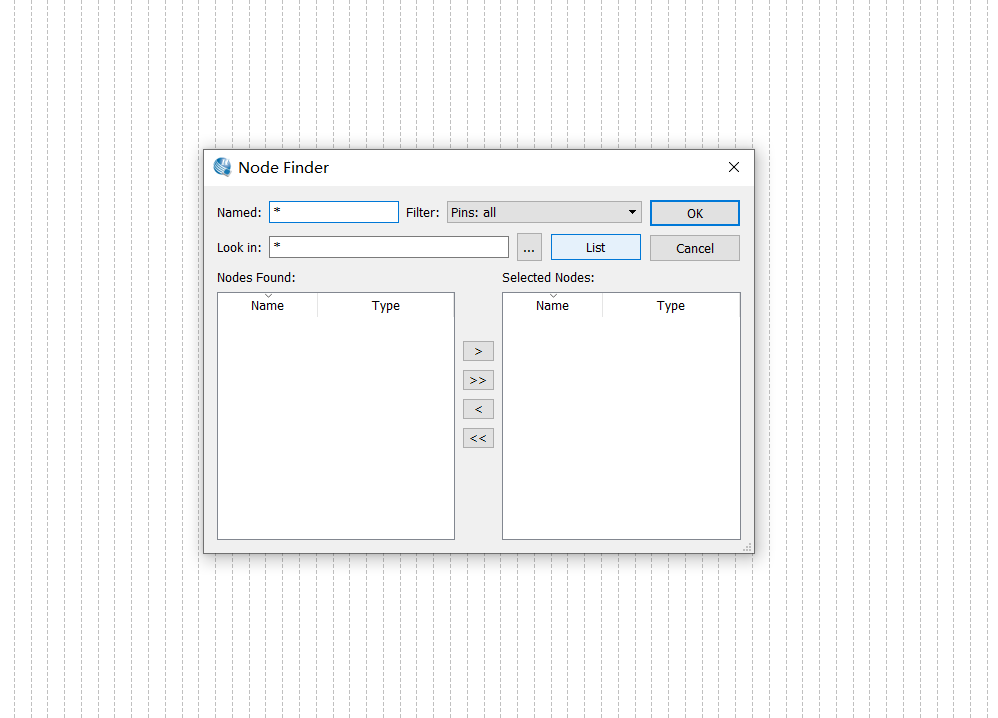 Node Finder
Named: * Filter: Pins: all OK
Look in: * ... List Cancel
Nodes Found: Selected Nodes:
Name Type Name Type
>
>>
<
<<